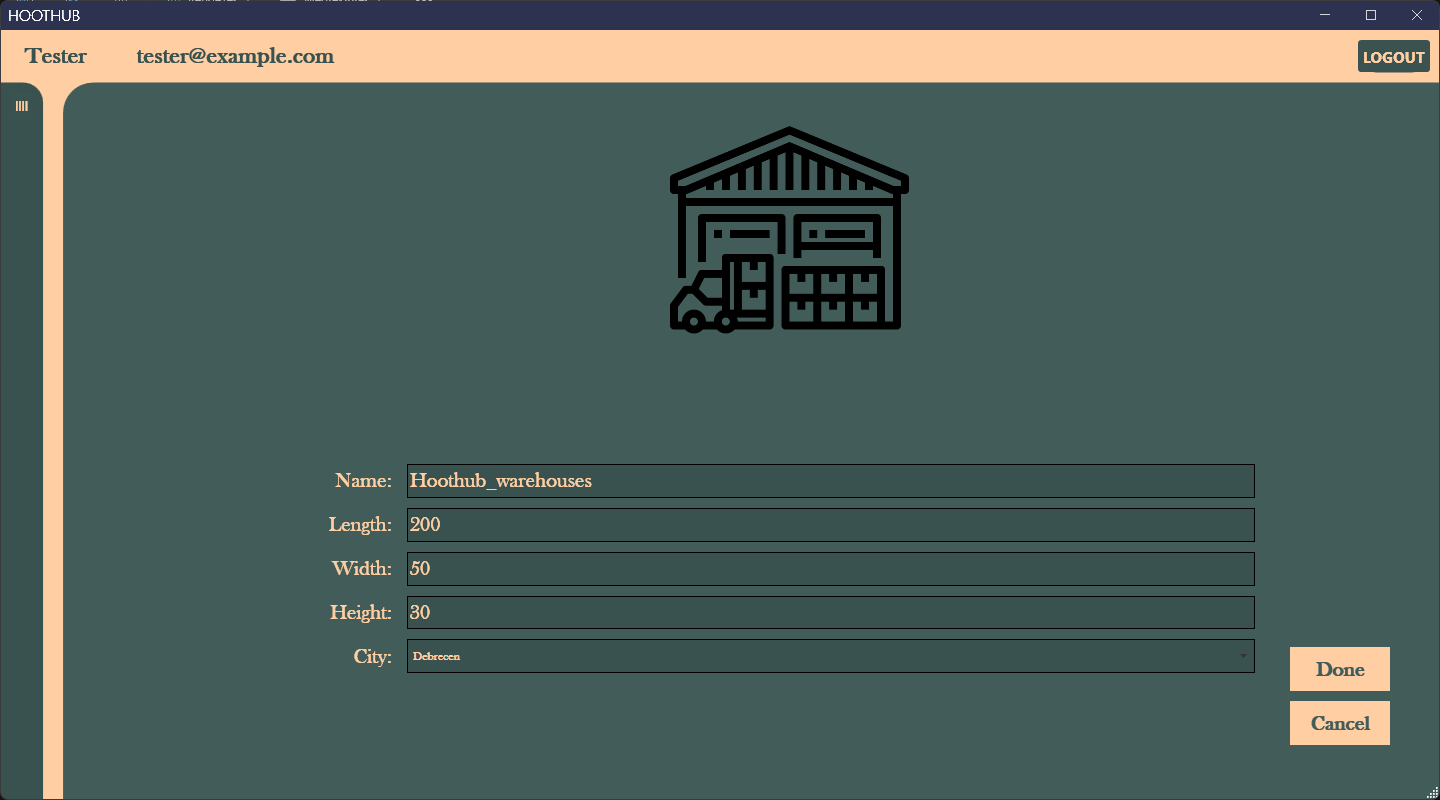 HOOTHUB
Tester tester@example.com LOGOUT
Name: Hoothub_warehouses
Length: 200
Width: 50
Height: 30
City: Debrecen
Done
Cancel